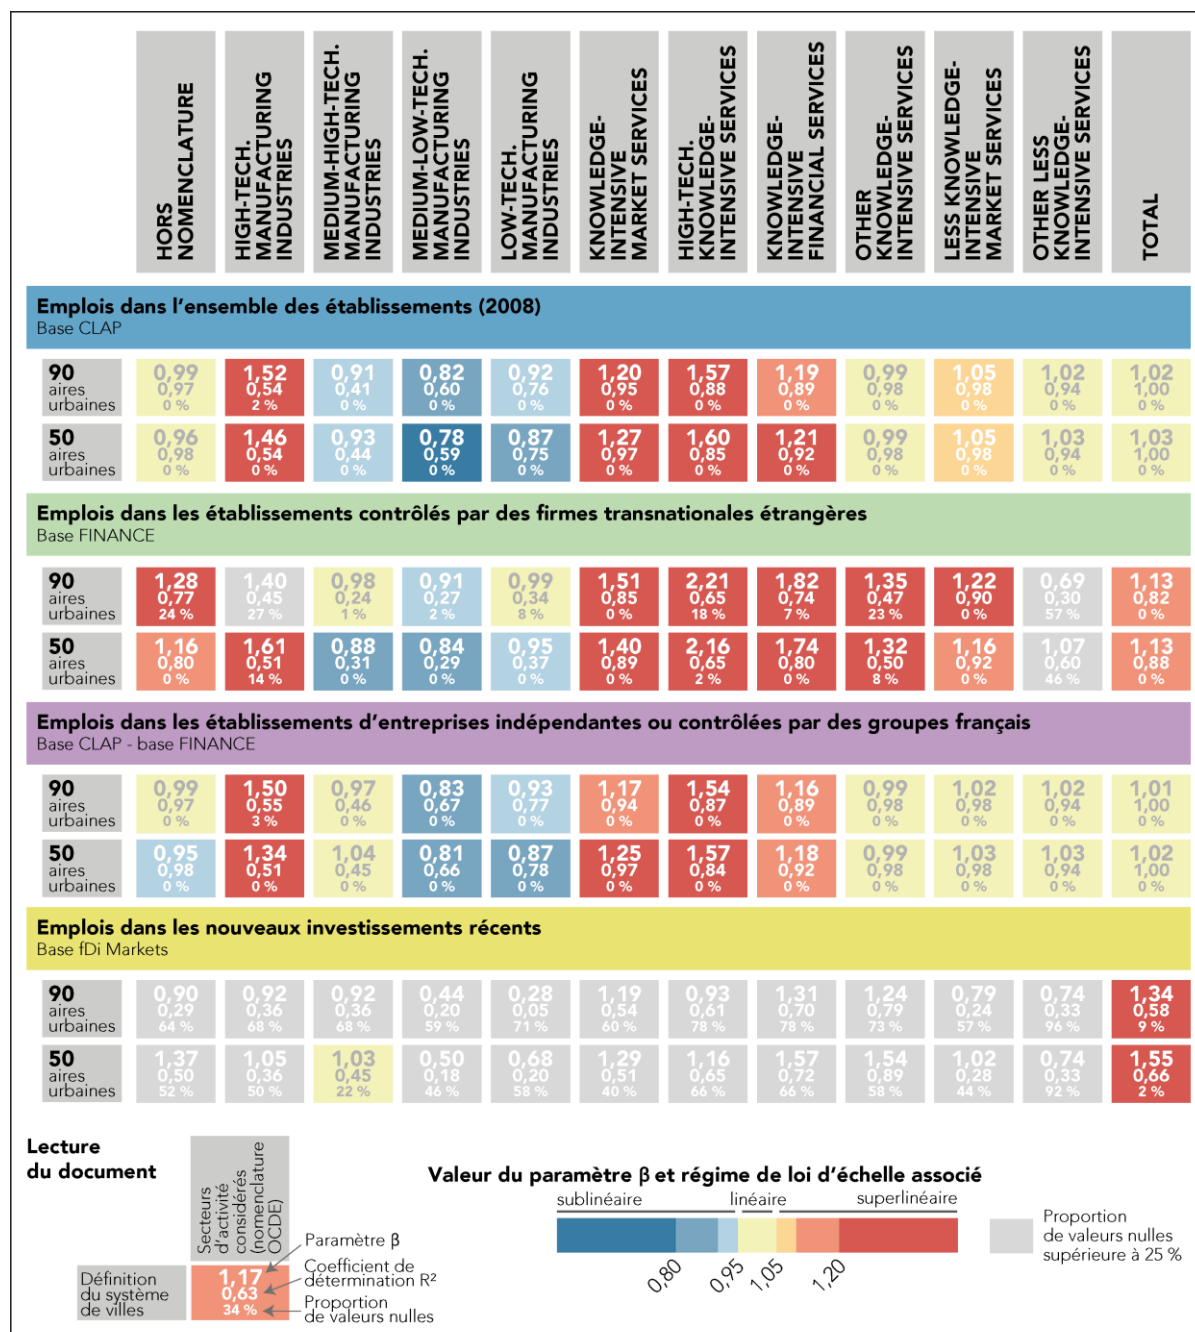 HORS
NOMENCLATURE
HIGH-TECH.
MANUFACTURING
INDUSTRIES
MEDIUM-HIGH-TECH.
MANUFACTURING
INDUSTRIES
MEDIUM-LOW-TECH.
MANUFACTURING
INDUSTRIES
LOW-TECH.
MANUFACTURING
INDUSTRIES
KNOWLEDGE-
INTENSIVE
MARKET SERVICES
HIGH-TECH.
KNOWLEDGE-
INTENSIVE SERVICES
KNOWLEDGE-
INTENSIVE
FINANCIAL SERVICES
OTHER
KNOWLEDGE-
INTENSIVE SERVICES
LESS KNOWLEDGE-
INTENSIVE
MARKET SERVICES
OTHER LESS
KNOWLEDGE-
INTENSIVE SERVICES
TOTAL
Emplois dans l'ensemble des établissements (2008)
Base CLAP
90 0,99 1,52 0,91 0,82 0,92 1,20 1,57 1,19 0,99 1,05 1,02 1,02
aires 0,97 0,54 0,41 0,60 0,76 0,95 0,88 0,89 0,98 0,98 0,94 1,00
urbaines 0 % 2 % 0 % 0 % 0 % 0 % 0 % 0 % 0 % 0 % 0 % 0 %
50 0,96 1,46 0,93 0,78 0,87 1,27 1,60 1,21 0,99 1,05 1,03 1,03
aires 0,98 0,54 0,44 0,59 0,75 0,97 0,85 0,92 0,98 0,98 0,94 1,00
urbaines 0 % 0 % 0 % 0 % 0 % 0 % 0 % 0 % 0 % 0 % 0 % 0 %
Emplois dans les établissements contrôlés par des firmes transnationales étrangères
Base FINANCE
90 1,28 1,40 0,98 0,91 0,99 1,51 2,21 1,82 1,35 1,22 0,69 1,13
aires 0,77 0,45 0,24 0,27 0,34 0,85 0,65 0,74 0,47 0,90 0,30 0,82
urbaines 24 % 27 % 1 % 2 % 8 % 0 % 18 % 7 % 23 % 0 % 57 % 0 %
50 1,16 1,61 0,88 0,84 0,95 1,40 2,16 1,74 1,32 1,16 1,07 1,13
aires 0,80 0,51 0,31 0,29 0,37 0,89 0,65 0,80 0,50 0,92 0,60 0,88
urbaines 0 % 14 % 0 % 0 % 0 % 0 % 2 % 0 % 8 % 0 % 46 % 0 %
Emplois dans les établissements d'entreprises indépendantes ou contrôlées par des groupes français
Base CLAP - base FINANCE
90 0,99 1,50 0,97 0,83 0,93 1,17 1,54 1,16 0,99 1,02 1,02 1,01
aires 0,97 0,55 0,46 0,67 0,77 0,94 0,87 0,89 0,98 0,98 0,94 1,00
urbaines 0 % 3 % 0 % 0 % 0 % 0 % 0 % 0 % 0 % 0 % 0 % 0 %
50 0,95 1,34 1,04 0,81 0,87 1,25 1,57 1,18 0,99 1,03 1,03 1,02
aires 0,98 0,51 0,45 0,66 0,78 0,97 0,84 0,92 0,98 0,98 0,94 1,00
urbaines 0 % 0 % 0 % 0 % 0 % 0 % 0 % 0 % 0 % 0 % 0 % 0 %
Emplois dans les nouveaux investissements récents
Base fDi Markets
90 0,90 0,92 0,92 0,44 0,28 1,19 0,93 1,31 1,24 0,79 0,74 1,34
aires 0,29 0,36 0,36 0,25 0,05 0,54 0,61 0,70 0,79 0,24 0,33 0,58
urbaines 64 % 68 % 68 % 59 % 71 % 60 % 78 % 78 % 73 % 57 % 96 % 9 %
50 1,37 1,05 1,03 0,50 0,68 1,29 1,16 1,57 1,54 1,02 0,74 1,55
aires 0,50 0,36 0,45 0,18 0,20 0,51 0,65 0,72 0,89 0,28 0,33 0,66
urbaines 52 % 50 % 22 % 46 % 58 % 40 % 66 % 66 % 58 % 44 % 92 % 2 %
Lecture
du document
Secteurs
d'activité
considérés
(nomenclature
OCDE)
Définition
du système
de villes
1,17
0,63
34 %
Paramètre β
Coefficient de
détermination R²
Proportion
de valeurs nulles
Valeur du paramètre β et régime de loi d'échelle associé
sublinéaire linéaire superlinéaire
0,80 0,95 1,05 1,20
Proportion
de valeurs nulles
supérieure à 25 %